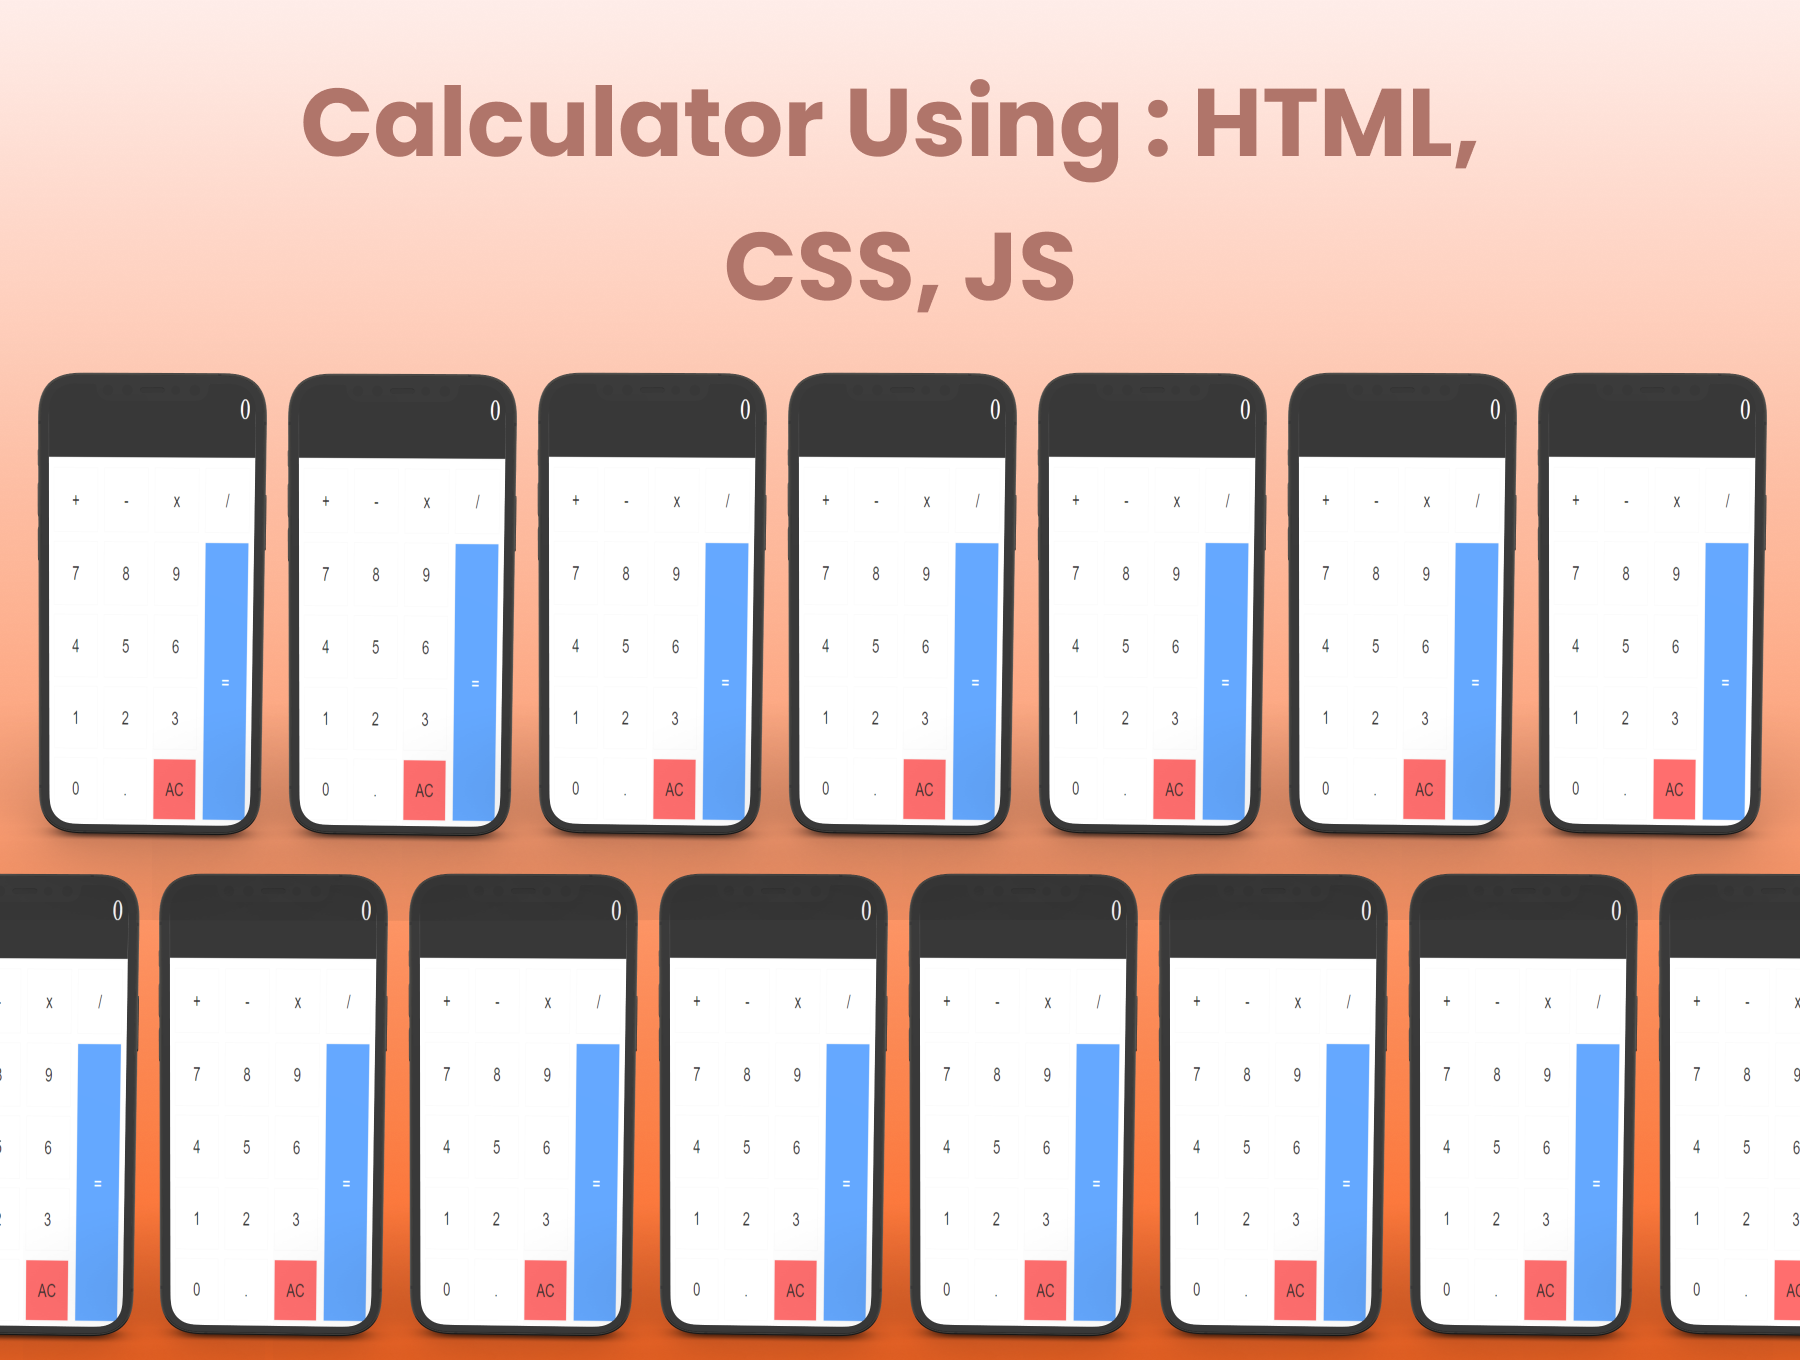 Calculator Using : HTML,
CSS, JS
0 0 0 0 0 0 0
+ - x / + - x / + - x / + - x / + - x / + - x / + - x /
7 8 9 7 8 9 7 8 9 7 8 9 7 8 9 7 8 9 7 8 9
4 5 6 4 5 6 4 5 6 4 5 6 4 5 6 4 5 6 4 5 6
= = = = = = =
1 2 3 1 2 3 1 2 3 1 2 3 1 2 3 1 2 3 1 2 3
0 . AC 0 . AC 0 . AC 0 . AC 0 . AC 0 . AC 0 . AC
0 0 0 0 0 0 0
x / + - x / + - x / + - x / + - x / + - x / + - x / + - x
9 7 8 9 7 8 9 7 8 9 7 8 9 7 8 9 7 8 9 7 8 9
6 4 5 6 4 5 6 4 5 6 4 5 6 4 5 6 4 5 6 4 5 6
= = = = = = =
3 1 2 3 1 2 3 1 2 3 1 2 3 1 2 3 1 2 3 1 2 3
AC 0 . AC 0 . AC 0 . AC 0 . AC 0 . AC 0 . AC 0 . AC